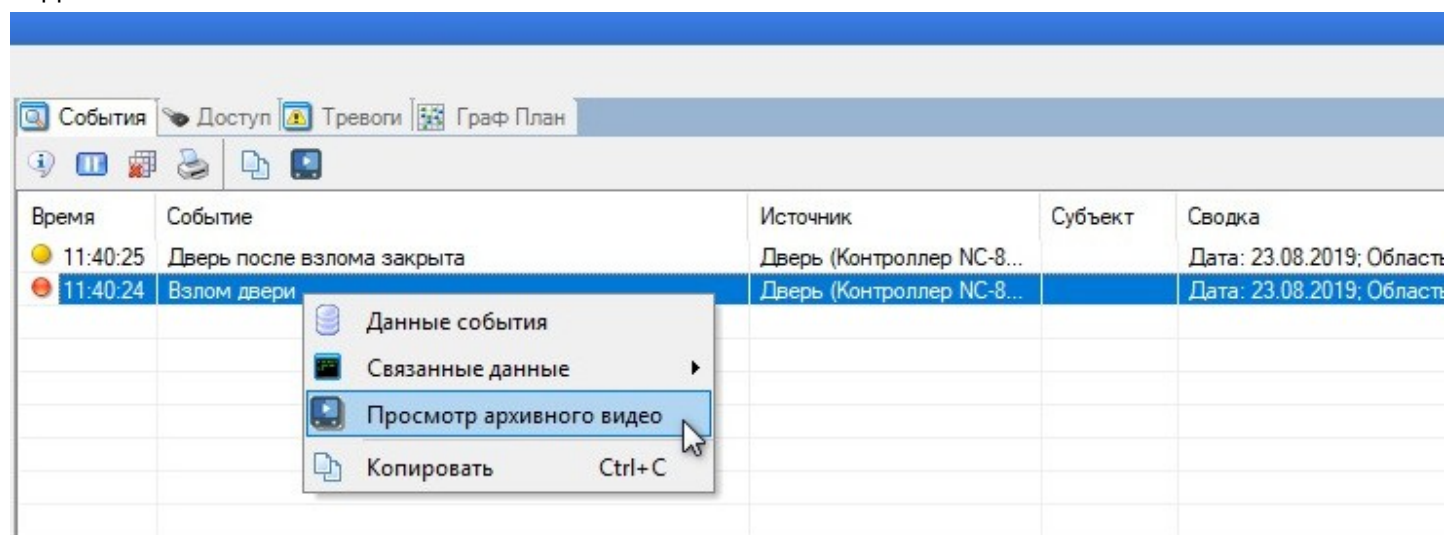 События Доступ Тревоги Граф План
Время Событие Источник Субъект Сводка
11:40:25 Дверь после взлома закрыта Дверь (Контроллер NC-8... Дата: 23.08.2019; Область
11:40:24 Взлом двери Дверь (Контроллер NC-8... Дата: 23.08.2019; Область
Данные события
Связанные данные
Просмотр архивного видео
Копировать Ctrl+C